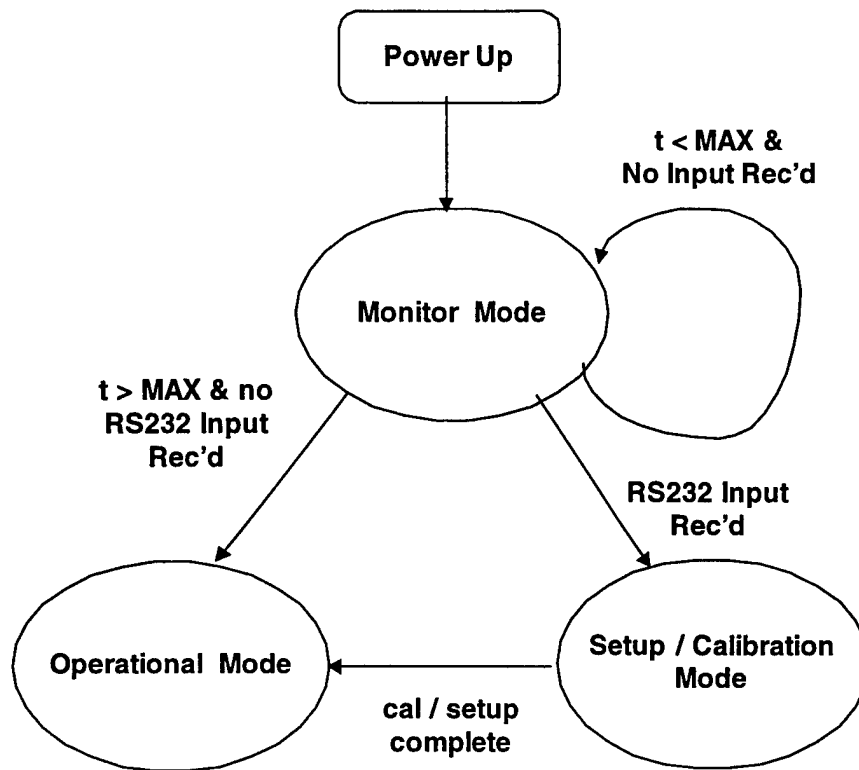 Power Up
t < MAX &
No Input Rec'd
Monitor Mode
t > MAX & no
RS232 Input
Rec'd
RS232 Input
Rec'd
Operational Mode
Setup / Calibration
Mode
cal / setup
complete